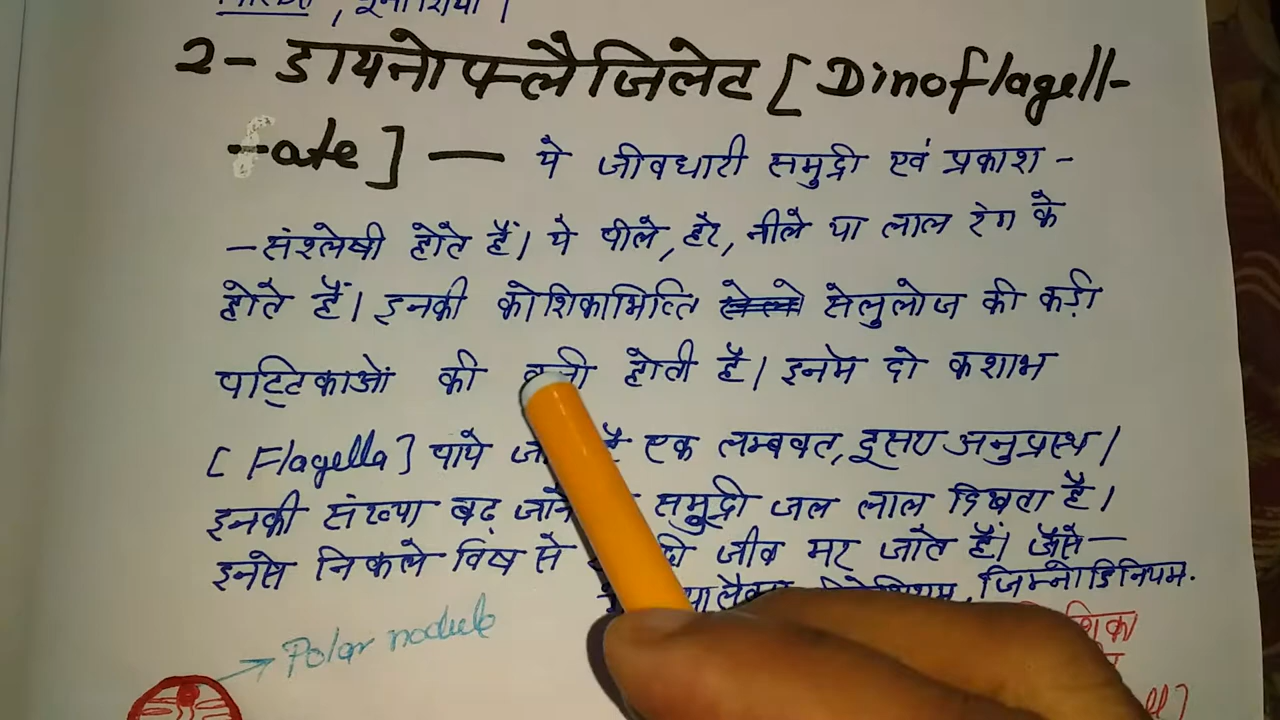 2- डायनोफ्लैजिलेट [Dinoflagell-
-ate] — ये जीवधारी समुद्री एवं प्रकाश-
-संश्लेषी होते हैं। ये पीले, हरे, नीले या लाल रंग के
होते हैं। इनकी कोशिकाभित्ति सेलुलोज की कड़ी
पट्टिकाओं की होती है। इनमे दो कशाभ
[Flagella] पाये एक लम्बवत, दूसरा अनुप्रस्थ।
इनकी संख्या बढ़ समुद्री जल लाल दिखता है।
इनसे निकले विष से जीव मर जाते हैं। जैसे—
जिम्नोडिनियम.
Polar nodule